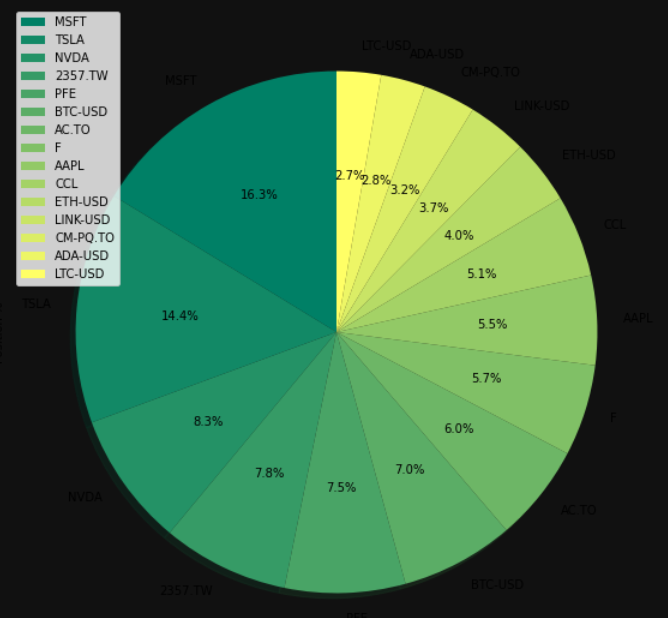 MSFT
TSLA
NVDA
2357.TW
PFE
BTC-USD
AC.TO
F
AAPL
CCL
ETH-USD
LINK-USD
CM-PQ.TO
ADA-USD
LTC-USD
LTC-USD
ADA-USD
CM-PQ.TO
LINK-USD
ETH-USD
CCL
AAPL
F
AC.TO
BTC-USD
PFE
2357.TW
NVDA
TSLA
MSFT
2.7%
2.8%
3.2%
3.7%
4.0%
5.1%
5.5%
5.7%
6.0%
7.0%
7.5%
7.8%
8.3%
14.4%
16.3%